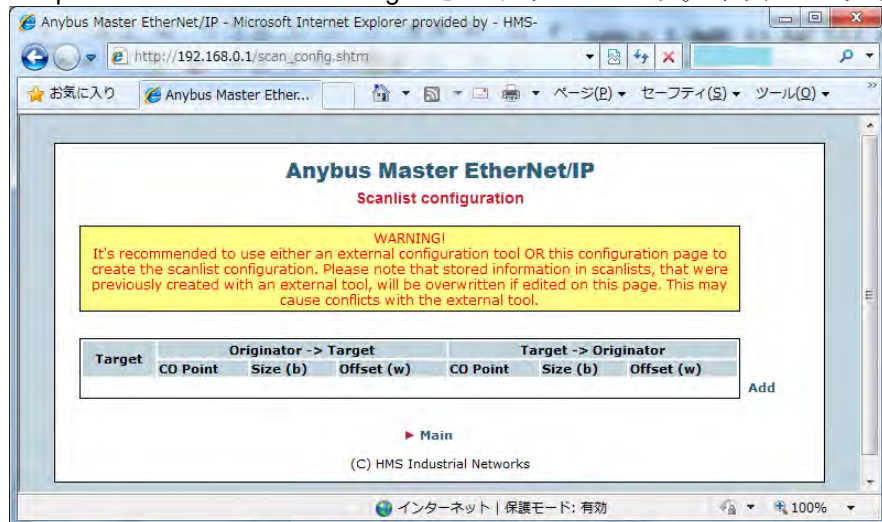 Anybus Master EtherNet/IP - Microsoft Internet Explorer provided by - HMS-
http://192.168.0.1/scan_config.shtm
お気に入り
Anybus Master Ether...
ページ(P)
セーフティ(S)
ツール(O)
Anybus Master EtherNet/IP
Scanlist configuration
WARNING!
It's recommended to use either an external configuration tool OR this configuration page to
create the scanlist configuration. Please note that stored information in scanlists, that were
previously created with an external tool, will be overwritten if edited on this page. This may
cause conflicts with the external tool.
Target Originator -> Target Target -> Originator
CO Point Size (b) Offset (w) CO Point Size (b) Offset (w)
Add
Main
(C) HMS Industrial Networks
インターネット | 保護モード: 有効
100%